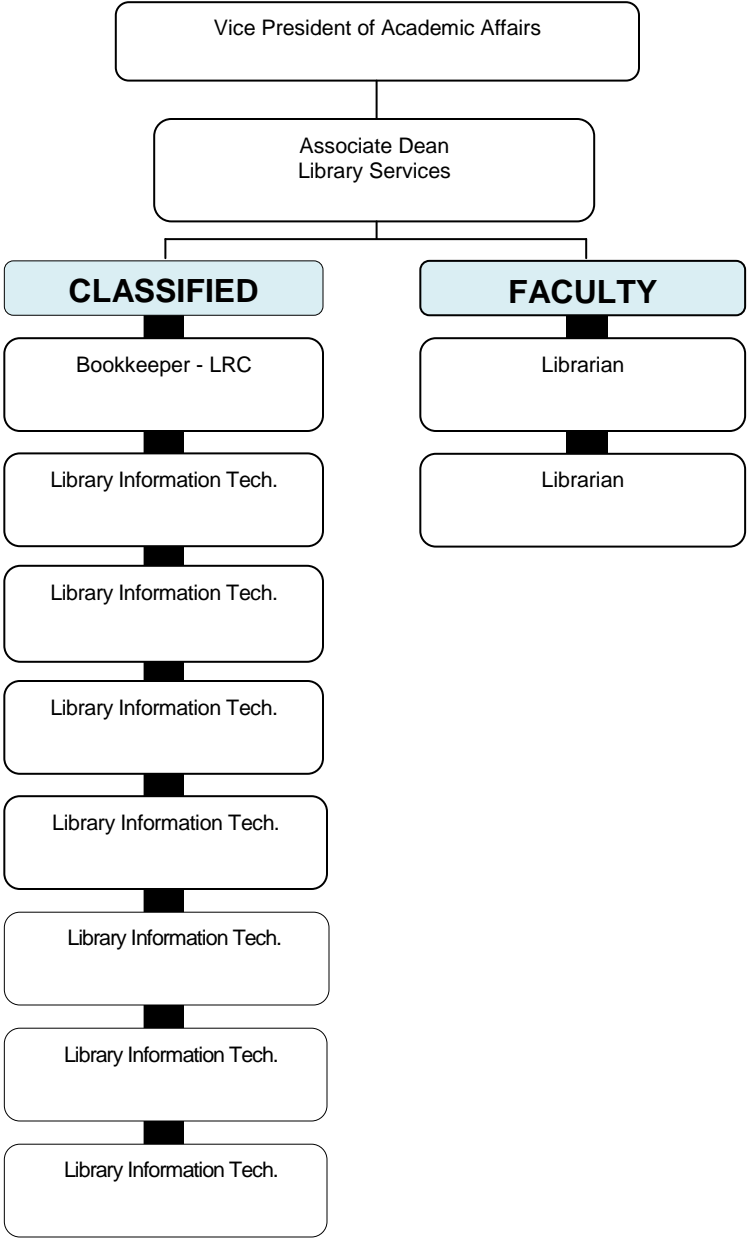 Vice President of Academic Affairs
Associate Dean
Library Services
CLASSIFIED
Bookkeeper - LRC
Library Information Tech.
Library Information Tech.
Library Information Tech.
Library Information Tech.
Library Information Tech.
Library Information Tech.
Library Information Tech.
FACULTY
Librarian
Librarian